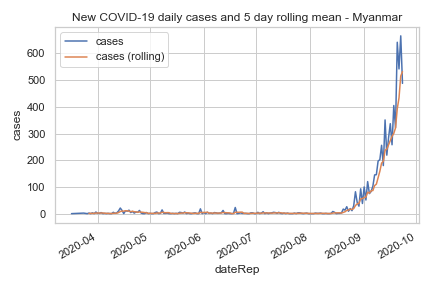 New COVID-19 daily cases and 5 day rolling mean - Myanmar
cases
cases (rolling)
600
500
400
300
200
100
0
cases
2020-04
2020-05
2020-06
2020-07
2020-08
2020-09
2020-10
dateRep